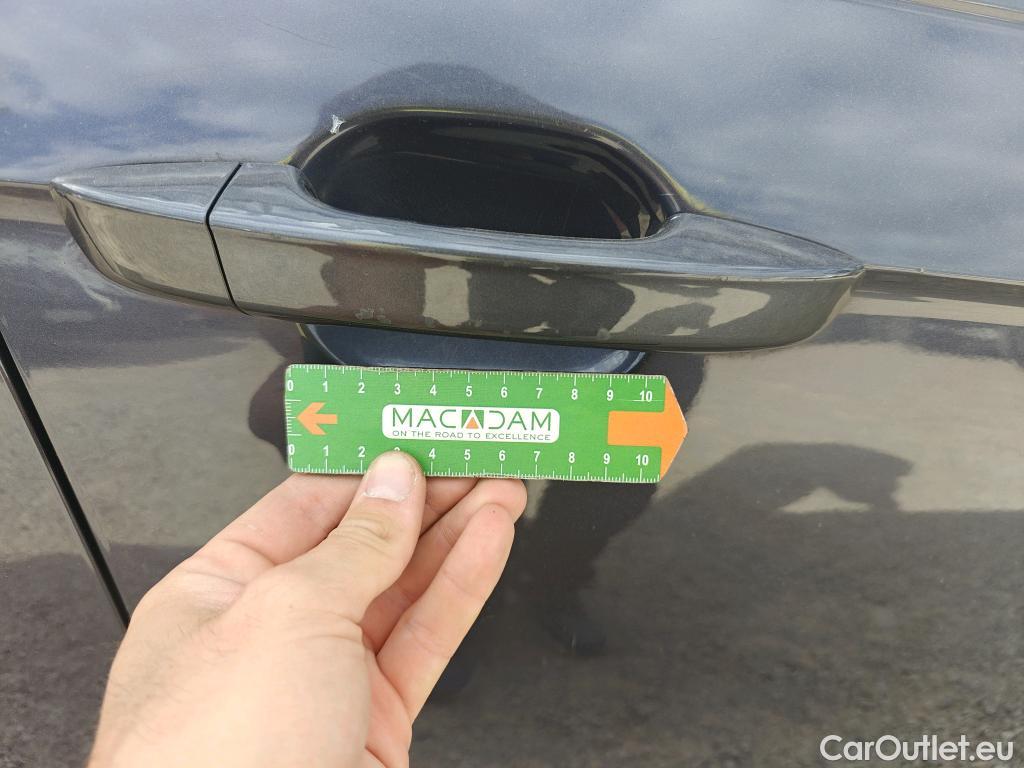 0 1 2 3 4 5 6 7 8 9 10
MACADAM
ON THE ROAD TO EXCELLENCE
0 1 2 3 4 5 6 7 8 9 10
CarOutlet.eu